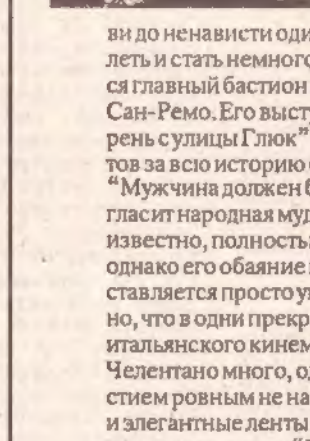 ви до ненависти оди
леть и стать немного
ся главный бастион
Сан-Ремо. Его высту
рень с улицы Глюк"
тов за всю историю
"Мужчина должен б
гласит народная муд
известно, полность
однако его обаяние
ставляется просто у
но, что в одни прекр
итальянского кинем
Челентано много, од
стием ровным не на
и элегантные ленты